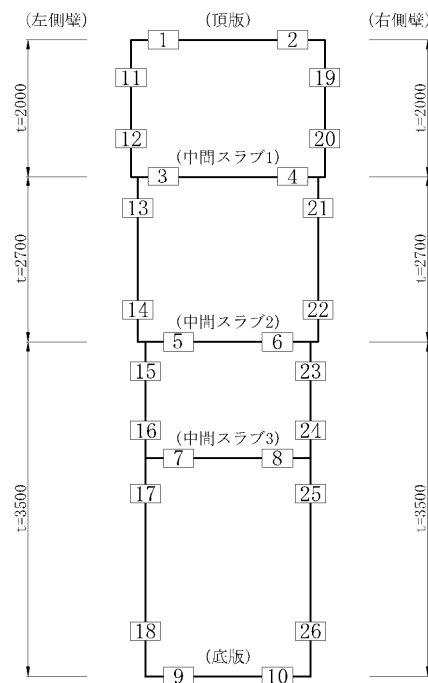 (左側壁) (頂版) (右側壁)
1 2
11 19
t=2000 t=2000
12 20
(中間スラブ1)
3 4
13 21
t=2700 t=2700
14 22
(中間スラブ2)
5 6
15 23
16 24
(中間スラブ3)
7 8
17 25
t=3500 t=3500
18 26
(底版)
9 10